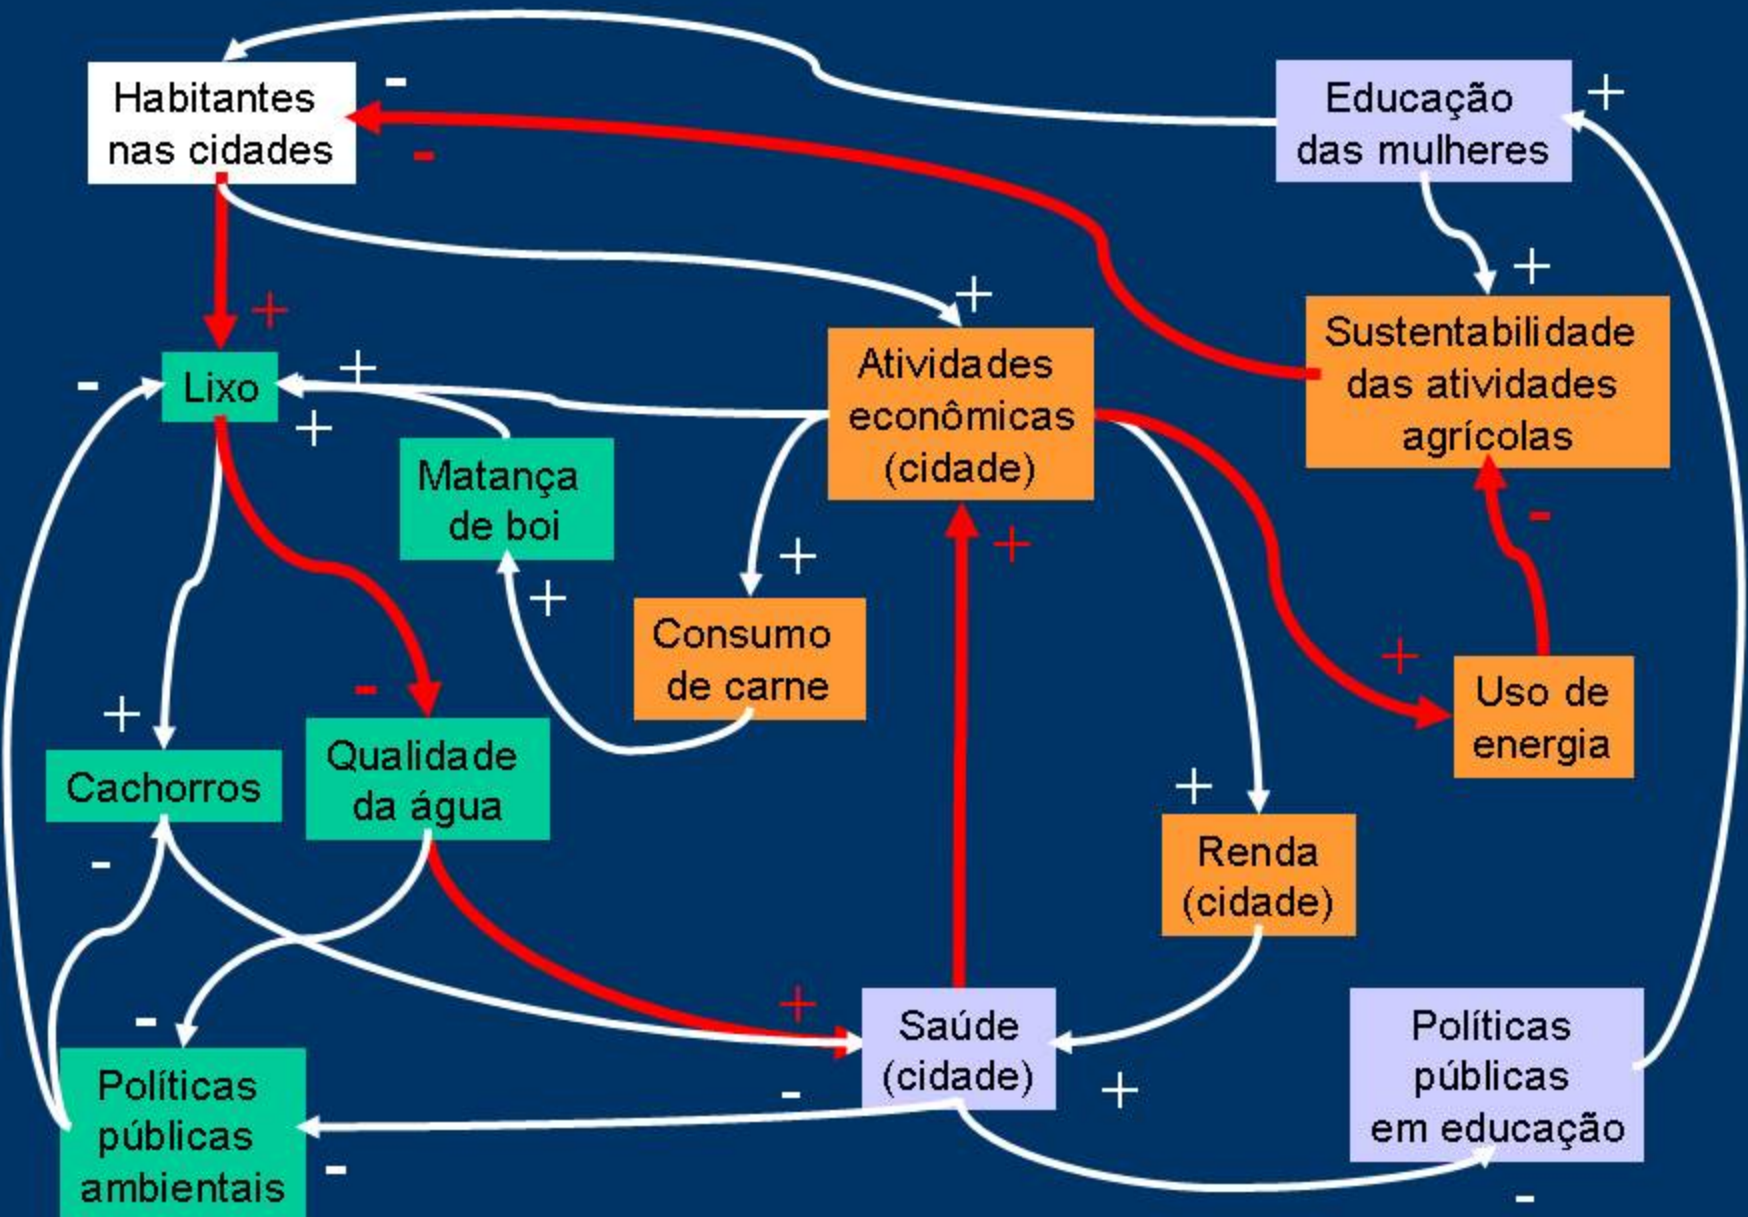 Habitantes
nas cidades
-
-
Educação
das mulheres
+
+
+
+
Sustentabilidade
das atividades
agrícolas
-
Lixo
+
+
-
Atividades
econômicas
(cidade)
+
Matança
de boi
+
+
Consumo
de carne
+
Uso de
energia
-
Qualidade
da água
+
Cachorros
-
+
Renda
(cidade)
+
Saúde
(cidade)
+
-
-
Políticas
públicas
ambientais
-
Políticas
públicas
em educação
-